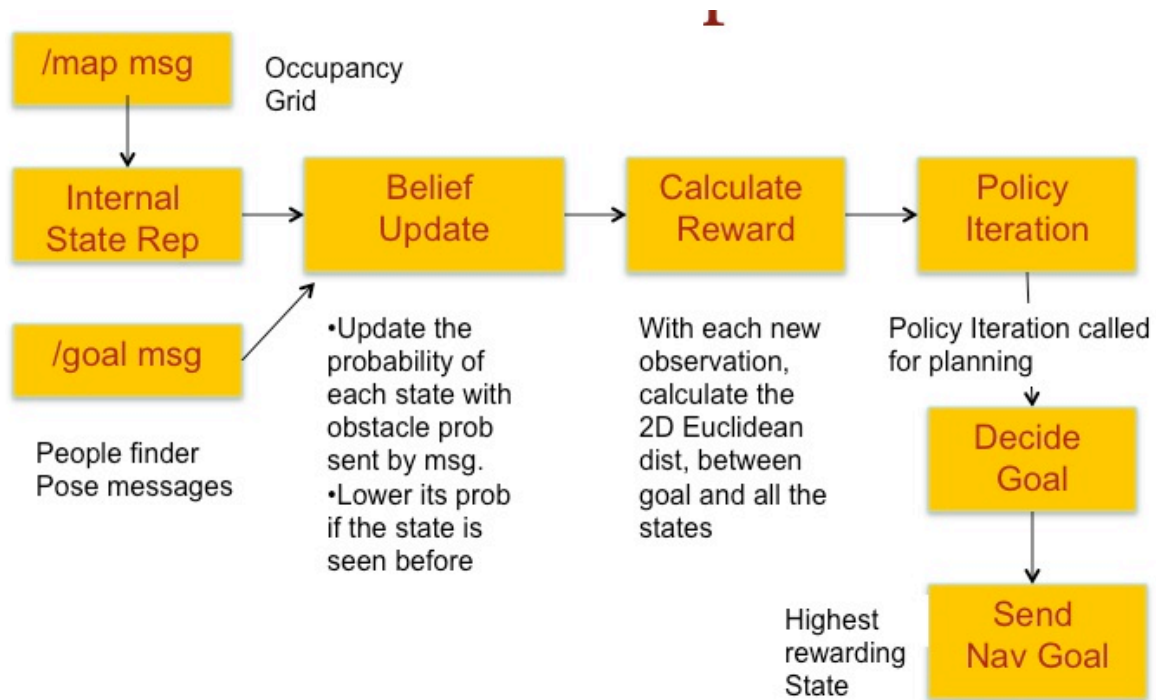 /map msg
Occupancy
Grid
Internal
State Rep
Belief
Update
Calculate
Reward
Policy
Iteration
/goal msg
People finder
Pose messages
•Update the
probability of
each state with
obstacle prob
sent by msg.
•Lower its prob
if the state is
seen before
With each new
observation,
calculate the
2D Euclidean
dist, between
goal and all the
states
Policy Iteration called
for planning
Decide
Goal
Highest
rewarding
State
Send
Nav Goal